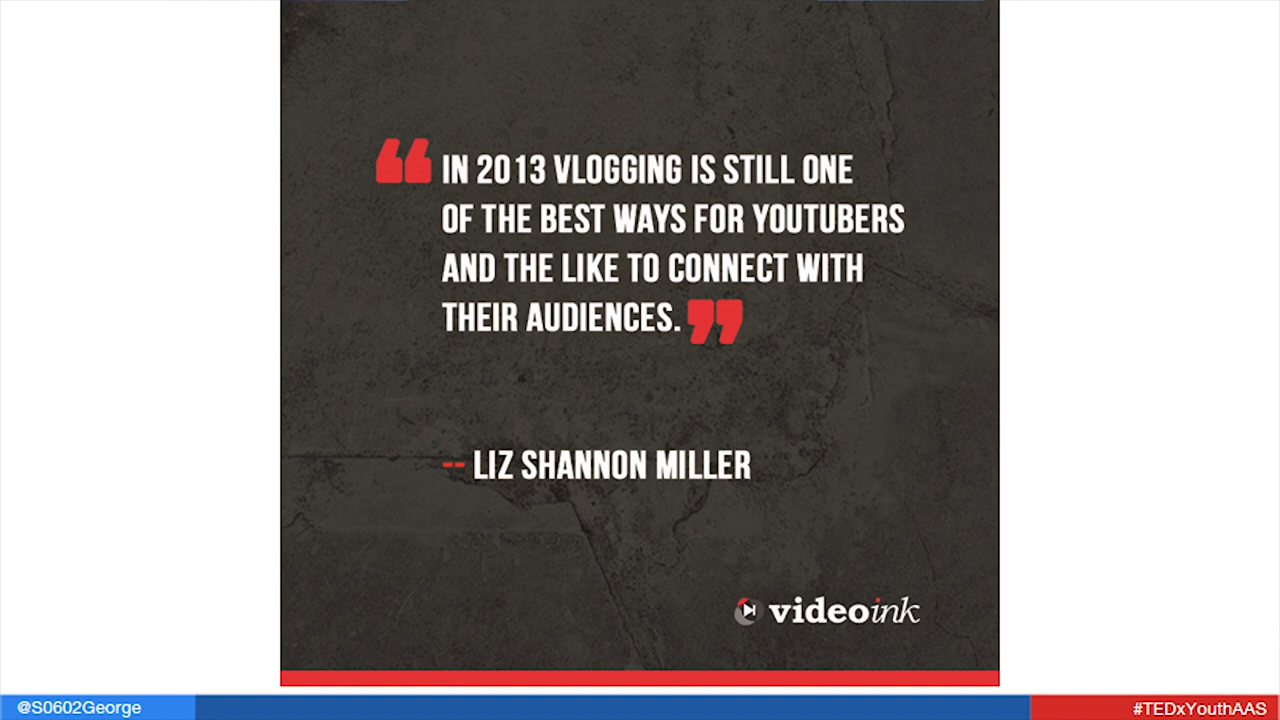 “ IN 2013 VLOGGING IS STILL ONE
OF THE BEST WAYS FOR YOUTUBERS
AND THE LIKE TO CONNECT WITH
THEIR AUDIENCES. ”
-- LIZ SHANNON MILLER
videoink
@S0602George
#TEDxYouthAAS